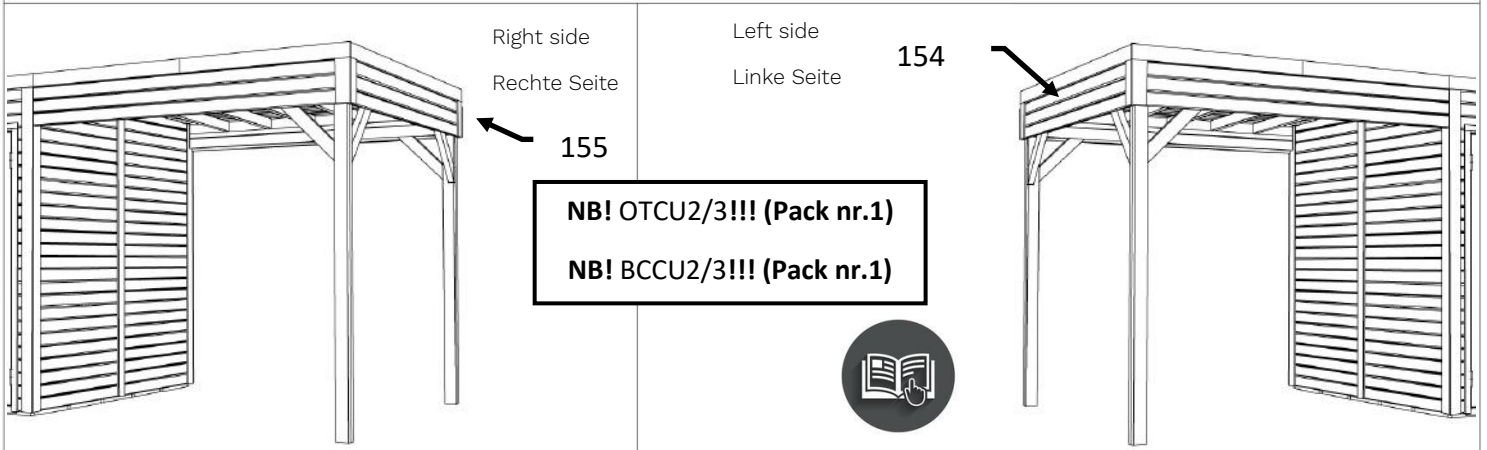 Right side
Rechte Seite
155
Left side
Linke Seite
154
NB! OTCU2/3!!! (Pack nr.1)
NB! BCCU2/3!!! (Pack nr.1)